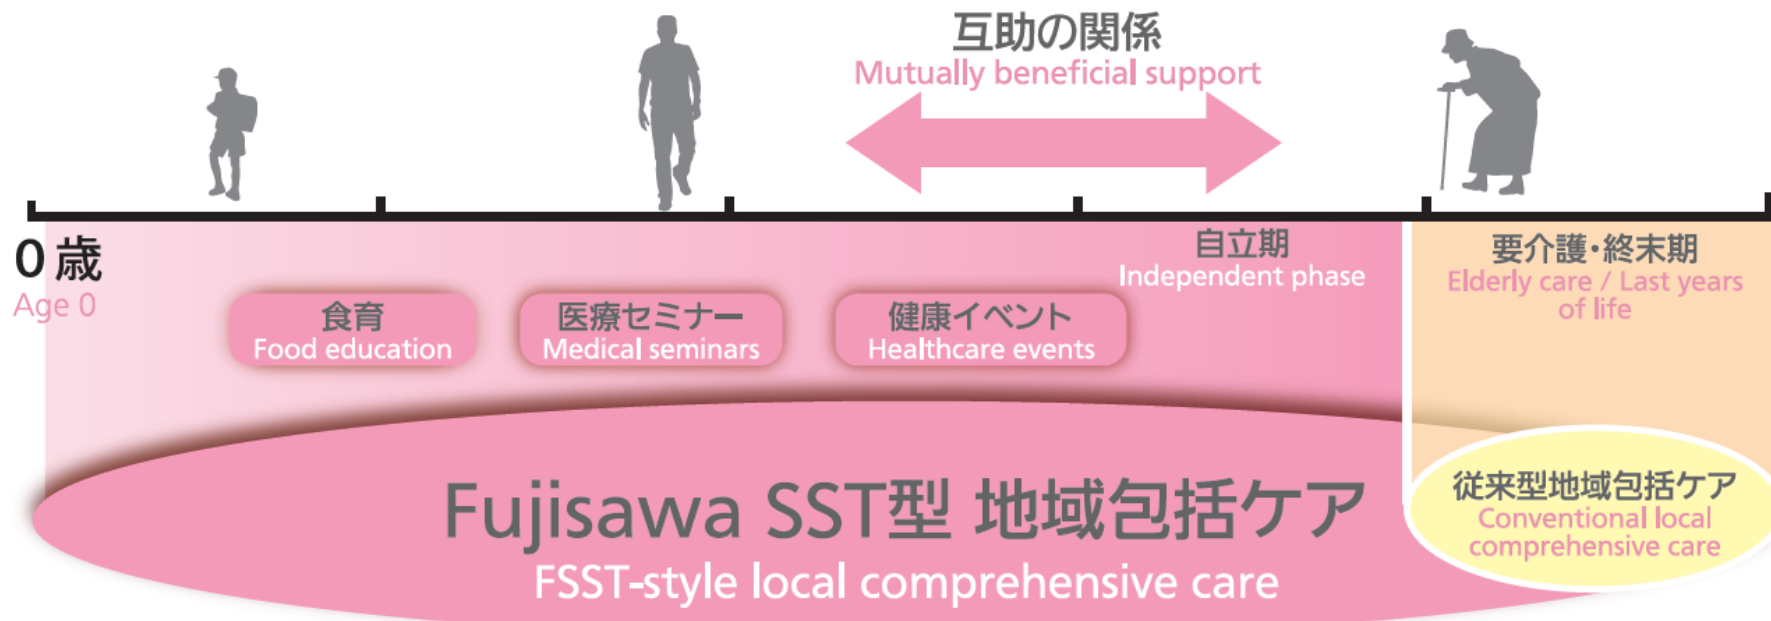 互助の関係
Mutually beneficial support
0歳
Age 0
自立期
Independent phase
要介護・終末期
Elderly care / Last years
of life
食育
Food education
医療セミナー
Medical seminars
健康イベント
Healthcare events
Fujisawa SST型 地域包括ケア
FSST-style local comprehensive care
従来型地域包括ケア
Conventional local
comprehensive care